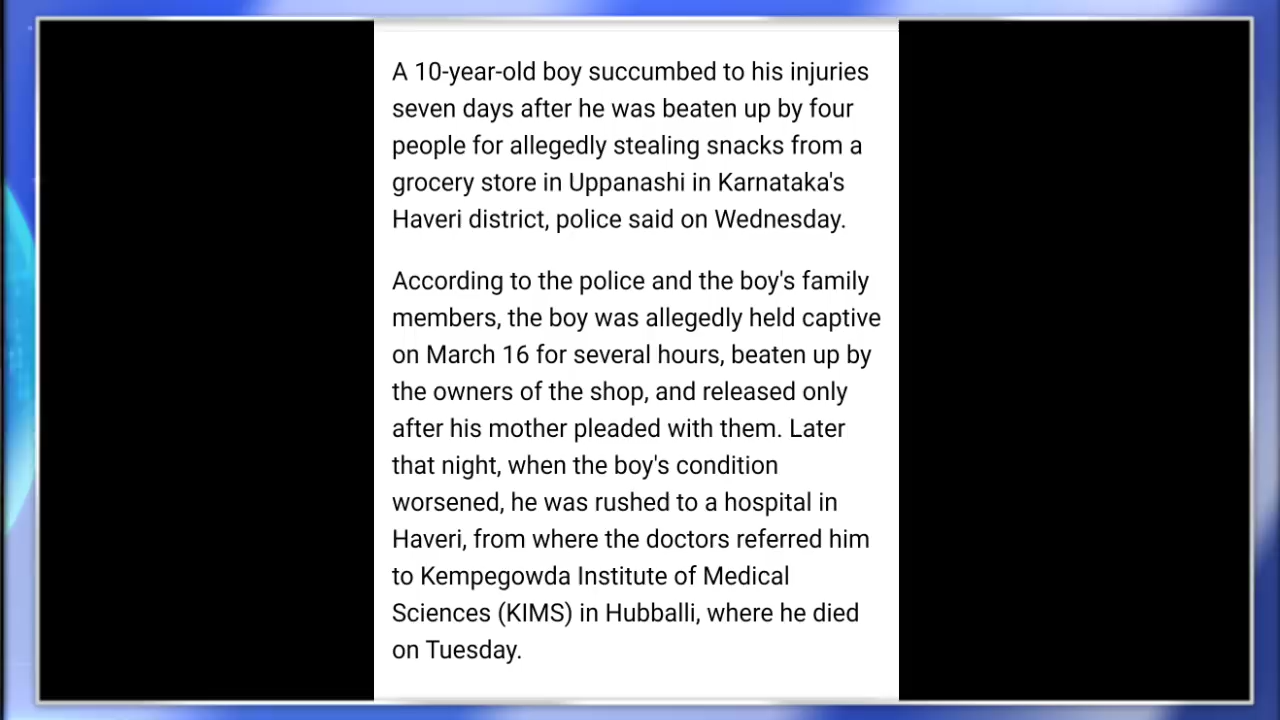 A 10-year-old boy succumbed to his injuries
seven days after he was beaten up by four
people for allegedly stealing snacks from a
grocery store in Uppanashi in Karnataka's
Haveri district, police said on Wednesday.
According to the police and the boy's family
members, the boy was allegedly held captive
on March 16 for several hours, beaten up by
the owners of the shop, and released only
after his mother pleaded with them. Later
that night, when the boy's condition
worsened, he was rushed to a hospital in
Haveri, from where the doctors referred him
to Kempegowda Institute of Medical
Sciences (KIMS) in Hubballi, where he died
on Tuesday.